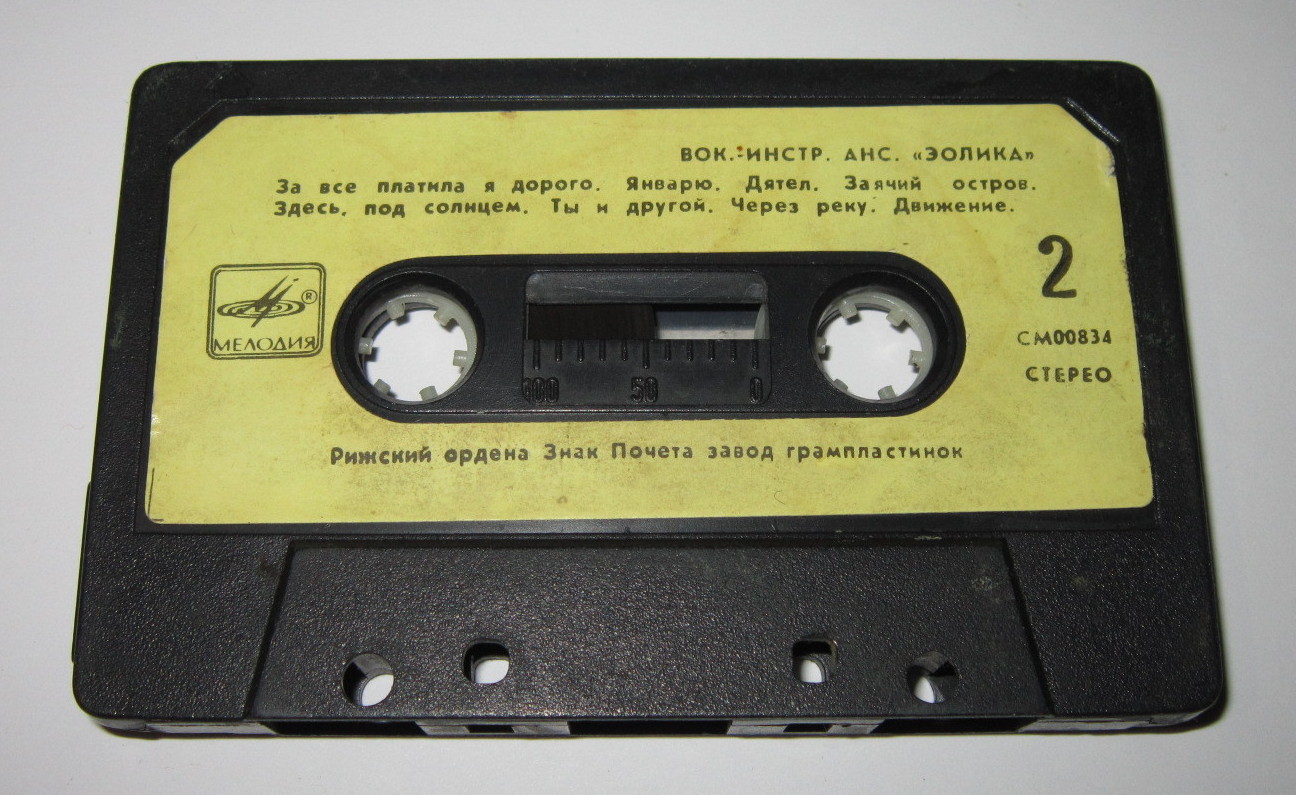 ВОК.-ИНСТР. АНС. «ЭОЛИКА»
За все платила я дорого. Январю. Дятел. Заячий остров.
Здесь, под солнцем. Ты и другой. Через реку. Движение.
2
® 
МЕЛОДИЯ
СМ00834
СТЕРЕО
100 50 0
Рижский ордена Знак Почета завод грампластинок